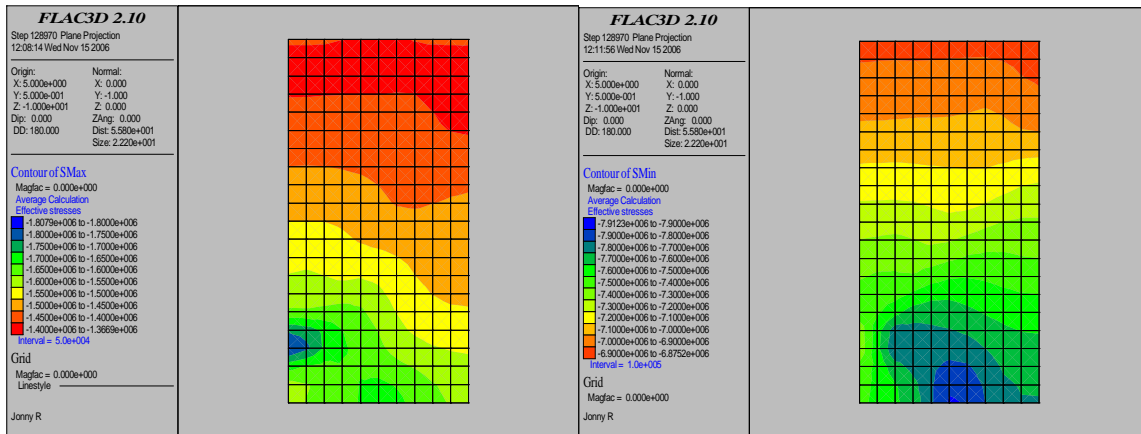 FLAC3D 2.10
Step 128970 Plane Projection
12:08:14 Wed Nov 15 2006
Origin: Normal:
X: 5.000e+000 X: 0.000
Y: 5.000e-001 Y: -1.000
Z: -1.000e+001 Z: 0.000
Dip: 0.000 ZAng: 0.000
DD: 180.000 Dist: 5.580e+001
Size: 2.220e+001
Contour of SMax
Magfac = 0.000e+000
Average Calculation
Effective stresses
-1.8079e+006 to -1.8000e+006
-1.8000e+006 to -1.7500e+006
-1.7500e+006 to -1.7000e+006
-1.7000e+006 to -1.6500e+006
-1.6500e+006 to -1.6000e+006
-1.6000e+006 to -1.5500e+006
-1.5500e+006 to -1.5000e+006
-1.5000e+006 to -1.4500e+006
-1.4500e+006 to -1.4000e+006
-1.4000e+006 to -1.3669e+006
Interval = 5.0e+004
Grid
Magfac = 0.000e+000
Linestyle
Jonny R
FLAC3D 2.10
Step 128970 Plane Projection
12:11:56 Wed Nov 15 2006
Origin: Normal:
X: 5.000e+000 X: 0.000
Y: 5.000e-001 Y: -1.000
Z: -1.000e+001 Z: 0.000
Dip: 0.000 ZAng: 0.000
DD: 180.000 Dist: 5.580e+001
Size: 2.220e+001
Contour of SMin
Magfac = 0.000e+000
Average Calculation
Effective stresses
-7.9123e+006 to -7.9000e+006
-7.9000e+006 to -7.8000e+006
-7.8000e+006 to -7.7000e+006
-7.7000e+006 to -7.6000e+006
-7.6000e+006 to -7.5000e+006
-7.5000e+006 to -7.4000e+006
-7.4000e+006 to -7.3000e+006
-7.3000e+006 to -7.2000e+006
-7.2000e+006 to -7.1000e+006
-7.1000e+006 to -7.0000e+006
-7.0000e+006 to -6.9000e+006
-6.9000e+006 to -6.8752e+006
Interval = 1.0e+005
Grid
Magfac = 0.000e+000
Jonny R